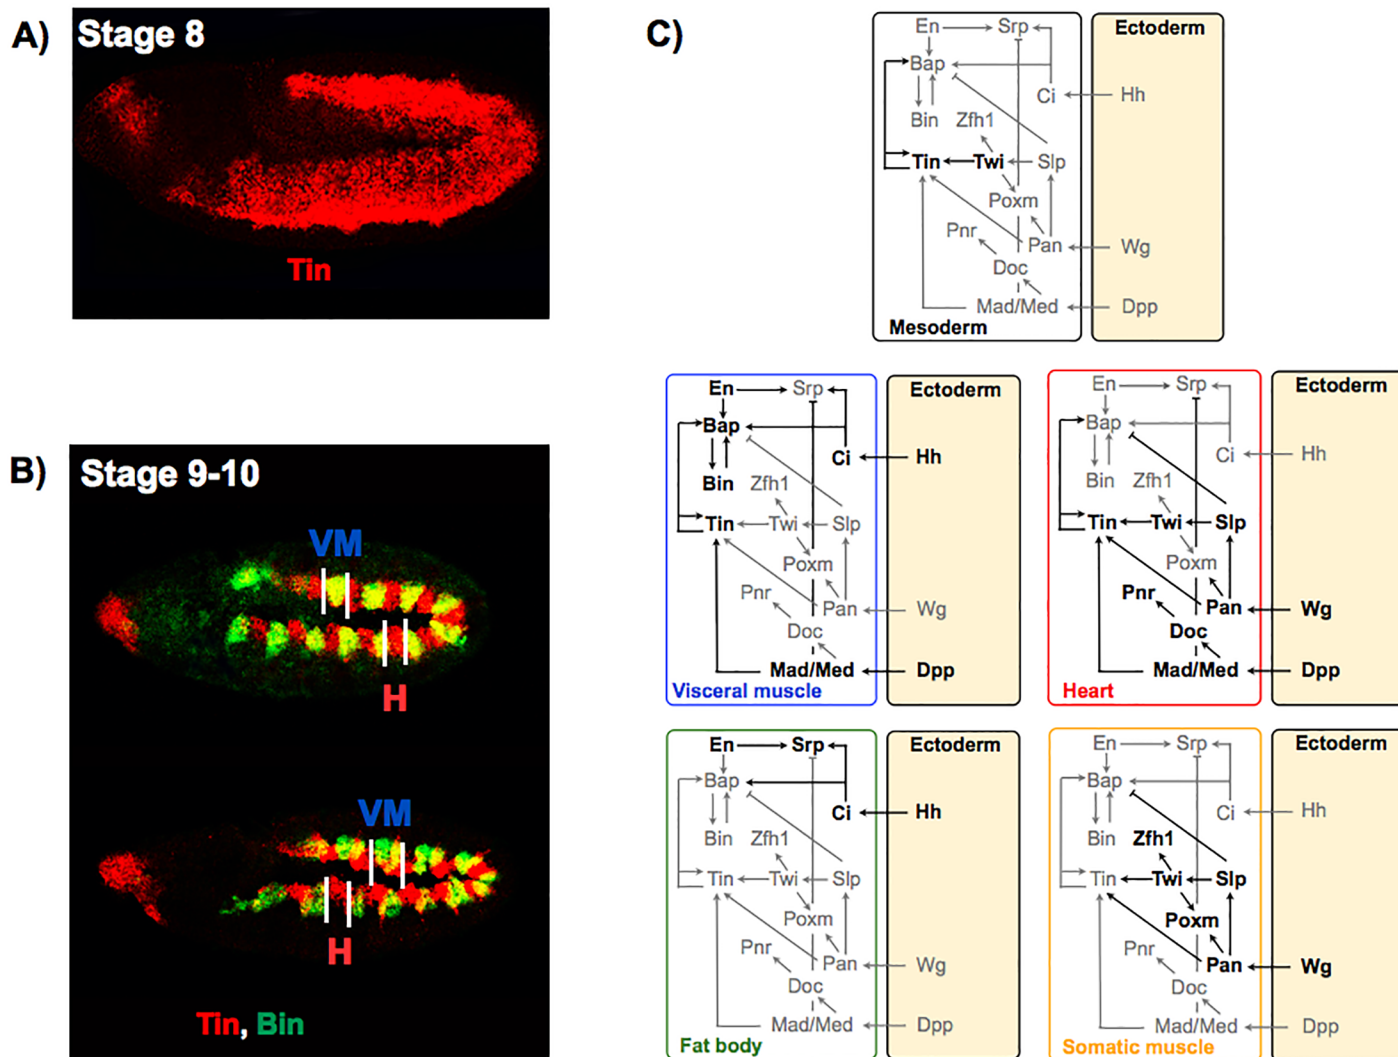 A)
Stage 8
Tin
B)
Stage 9-10
VM
H
VM
H
Tin, Bin
C)
En Srp
Bap
Ci
Bin Zfh1
Tin Twi Slp
Poxm
Pnr Pan
Doc
Mad/Med
Mesoderm
Ectoderm
Hh
Wg
Dpp
En Srp
Bap
Ci
Bin Zfh1
Tin Twi Slp
Poxm
Pnr Pan
Doc
Mad/Med
Visceral muscle
Ectoderm
Hh
Wg
Dpp
En Srp
Bap
Ci
Bin Zfh1
Tin Twi Slp
Poxm
Pnr Pan
Doc
Mad/Med
Heart
Ectoderm
Hh
Wg
Dpp
En Srp
Bap
Ci
Bin Zfh1
Tin Twi Slp
Poxm
Pnr Pan
Doc
Mad/Med
Fat body
Ectoderm
Hh
Wg
Dpp
En Srp
Bap
Ci
Bin Zfh1
Tin Twi Slp
Poxm
Pnr Pan
Doc
Mad/Med
Somatic muscle
Ectoderm
Hh
Wg
Dpp